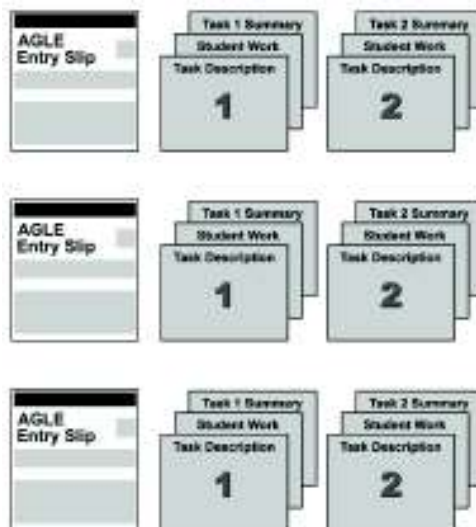 AGLE
Entry Slip
Task 1 Summary
Student Work
Task Description
1
Task 2 Summary
Student Work
Task Description
2
AGLE
Entry Slip
Task 1 Summary
Student Work
Task Description
1
Task 2 Summary
Student Work
Task Description
2
AGLE
Entry Slip
Task 1 Summary
Student Work
Task Description
1
Task 2 Summary
Student Work
Task Description
2